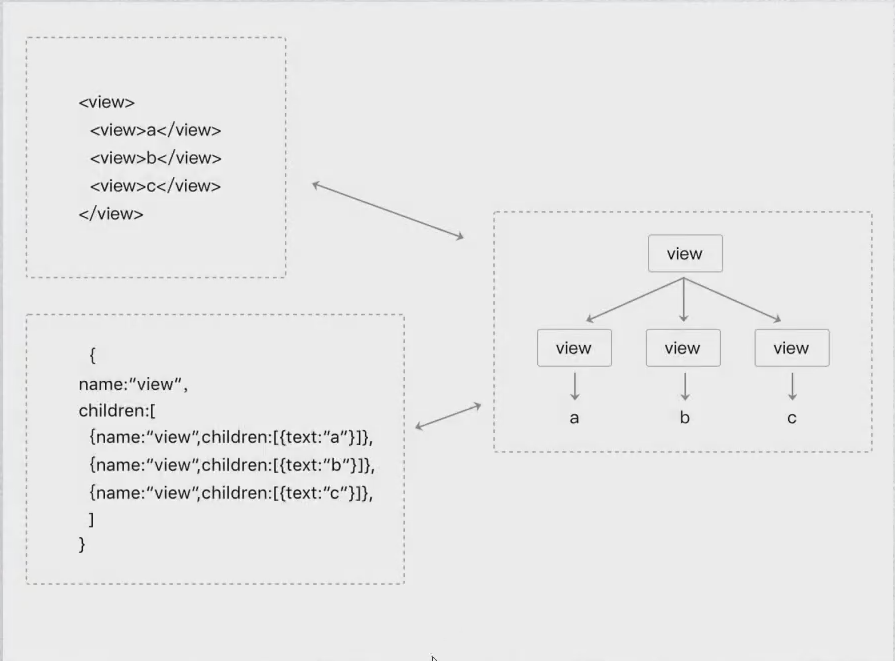 <view>
<view>a</view>
<view>b</view>
<view>c</view>
</view>
{
name:"view",
children:[
{name:"view",children:[{text:"a"}]},
{name:"view",children:[{text:"b"}]},
{name:"view",children:[{text:"c"}]},
]
}
view
view view view
a b c